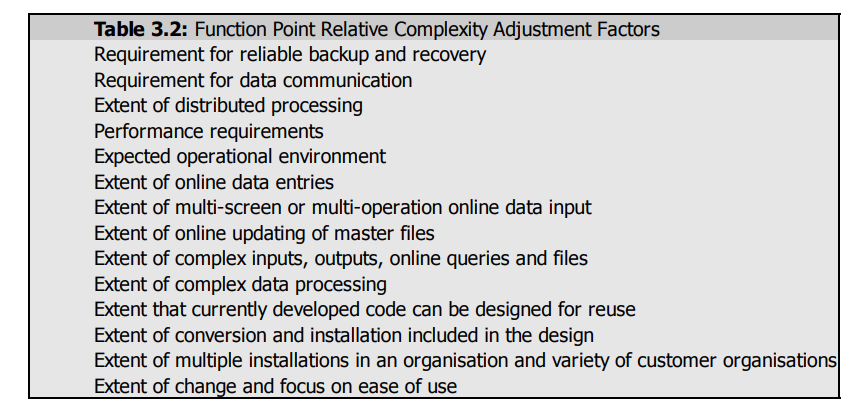 Table 3.2: Function Point Relative Complexity Adjustment Factors
Requirement for reliable backup and recovery
Requirement for data communication
Extent of distributed processing
Performance requirements
Expected operational environment
Extent of online data entries
Extent of multi-screen or multi-operation online data input
Extent of online updating of master files
Extent of complex inputs, outputs, online queries and files
Extent of complex data processing
Extent that currently developed code can be designed for reuse
Extent of conversion and installation included in the design
Extent of multiple installations in an organisation and variety of customer organisations
Extent of change and focus on ease of use